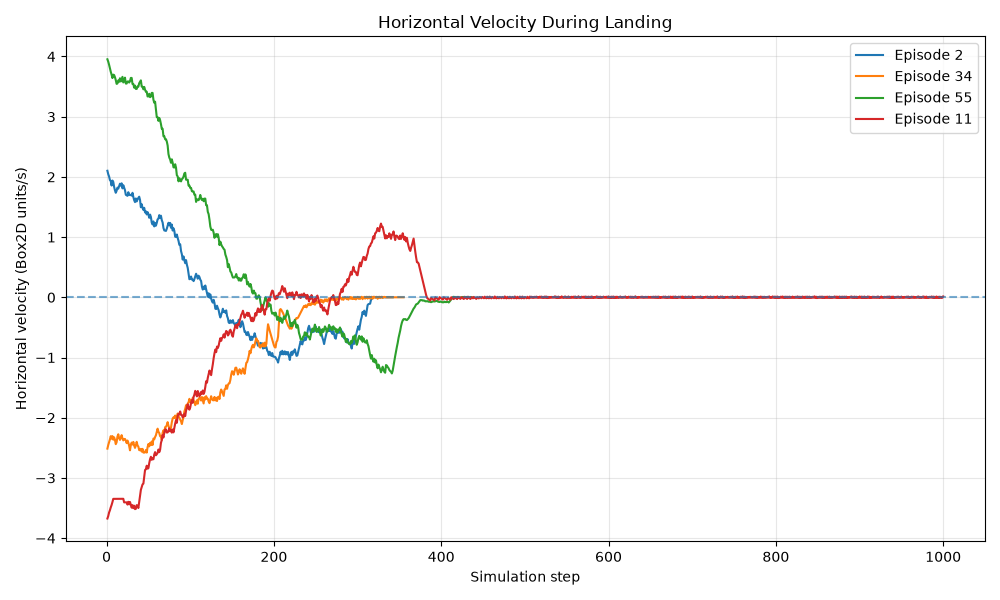 Horizontal Velocity During Landing
Episode 2
Episode 34
Episode 55
Episode 11
Horizontal velocity (Box2D units/s)
4
3
2
1
0
−1
−2
−3
−4
0 200 400 600 800 1000
Simulation step